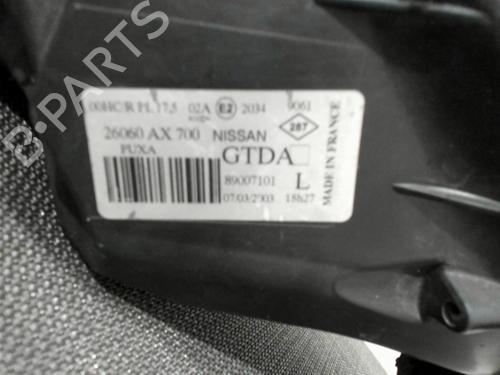 B-PARTS
00HC/R PL 17,5 02A E2 2034 9061
26060 AX 700 NISSAN 287
PUXA GTDA
89007101 L
07/03/2003 18h27
MADE IN FRANCE